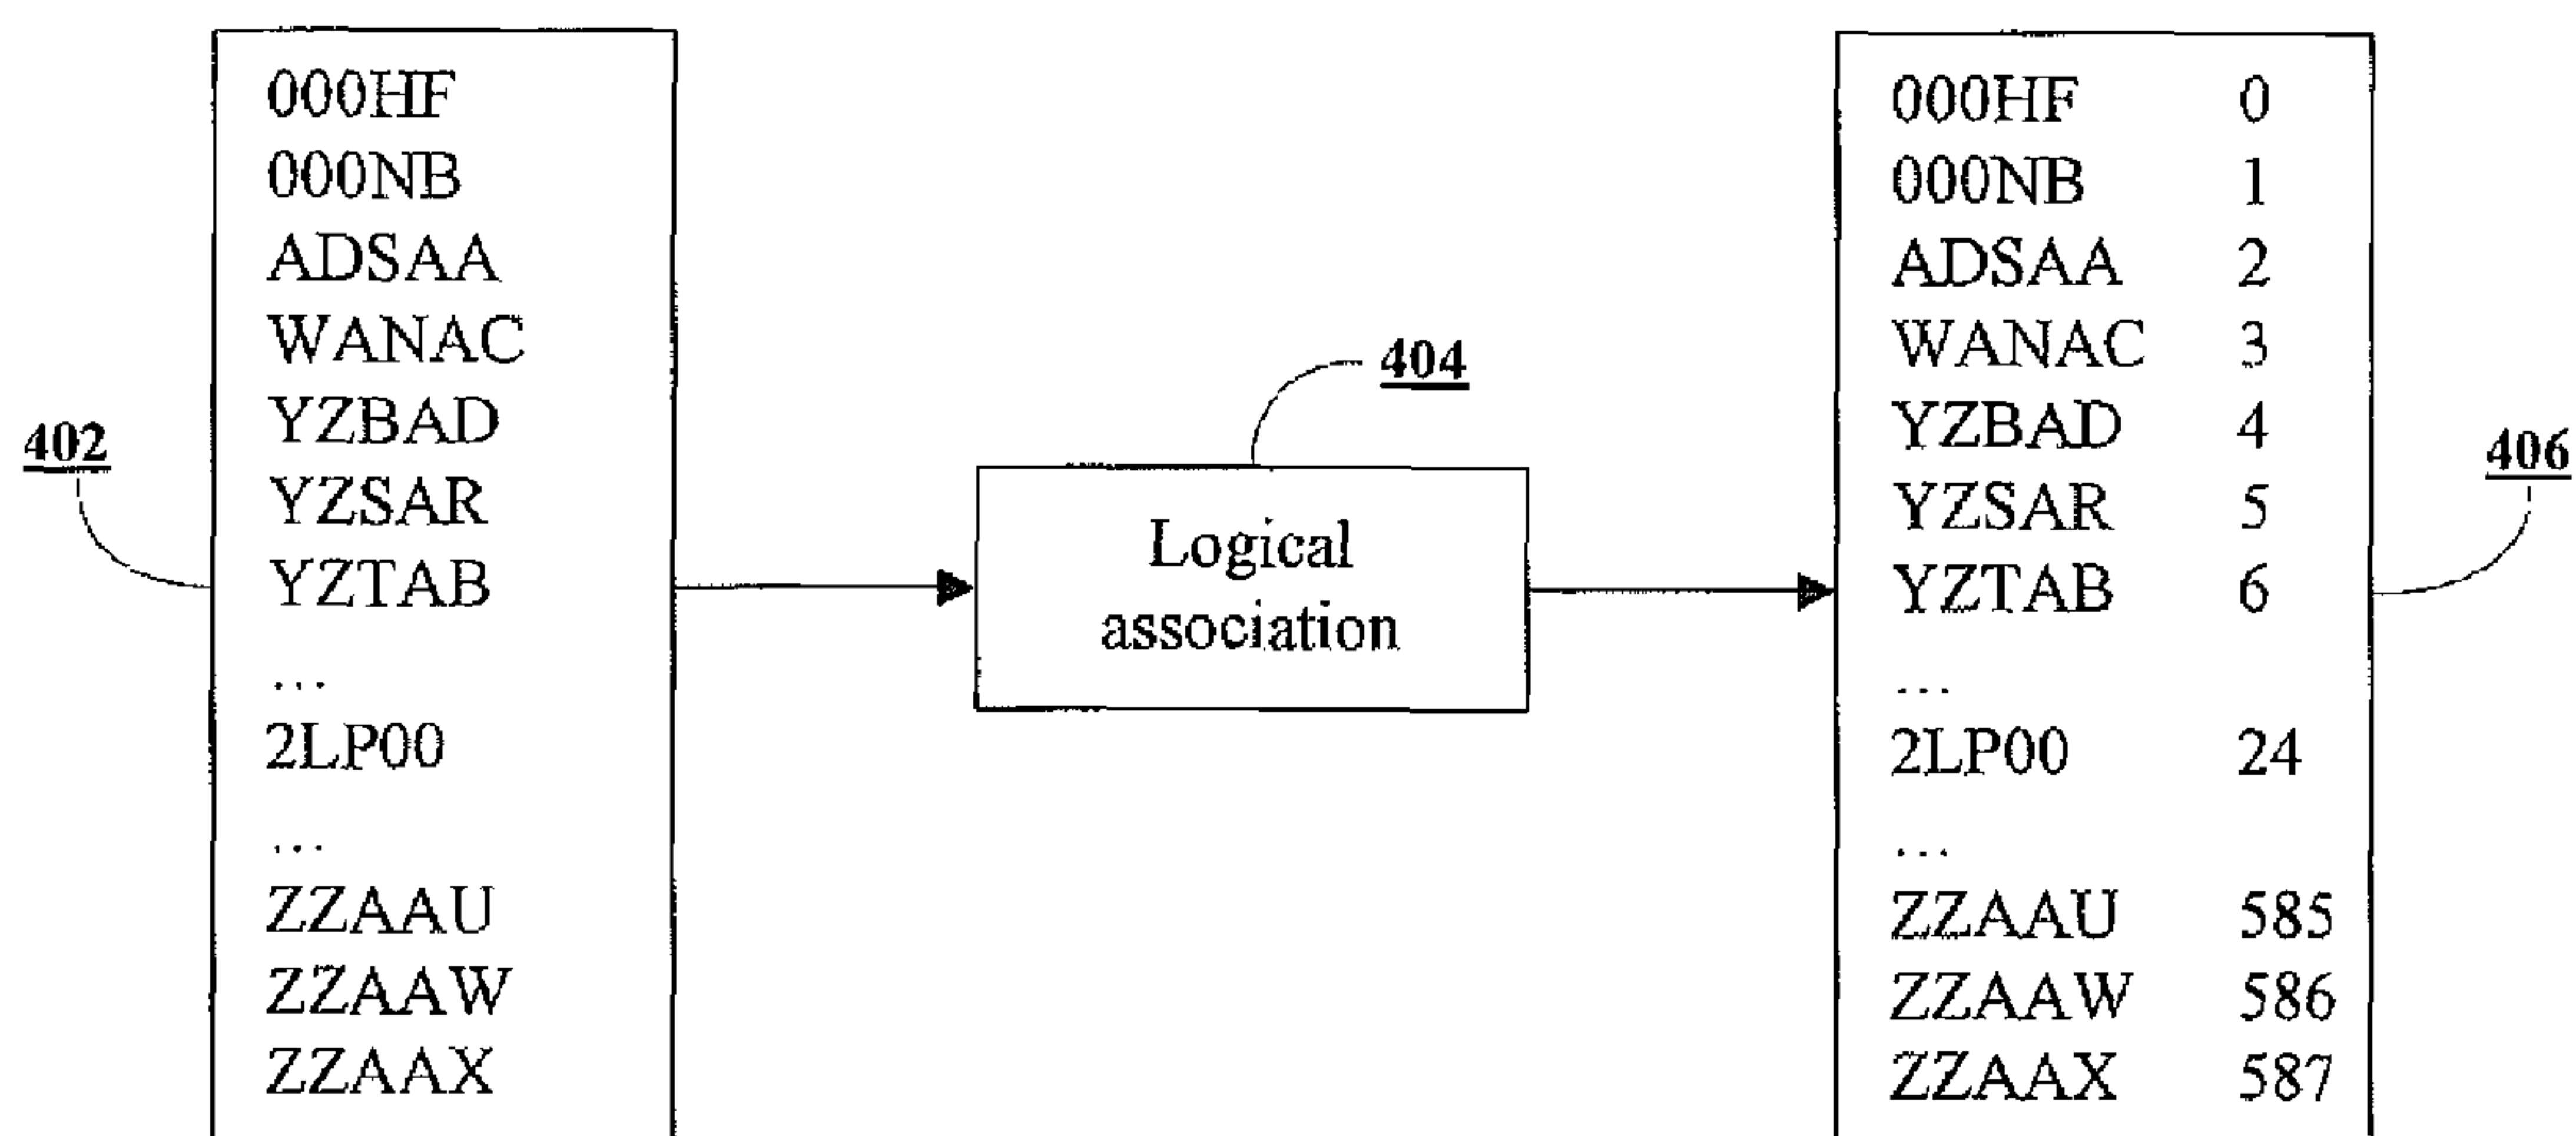 000HF
000NB
ADSAA
WANAC
YZBAD
YZSAR
YZTAB
...
2LP00
...
ZZAAU
ZZAAW
ZZAAX
402
404
Logical
association
000HF 0
000NB 1
ADSAA 2
WANAC 3
YZBAD 4
YZSAR 5
YZTAB 6
...
2LP00 24
...
ZZAAU 585
ZZAAW 586
ZZAAX 587
406